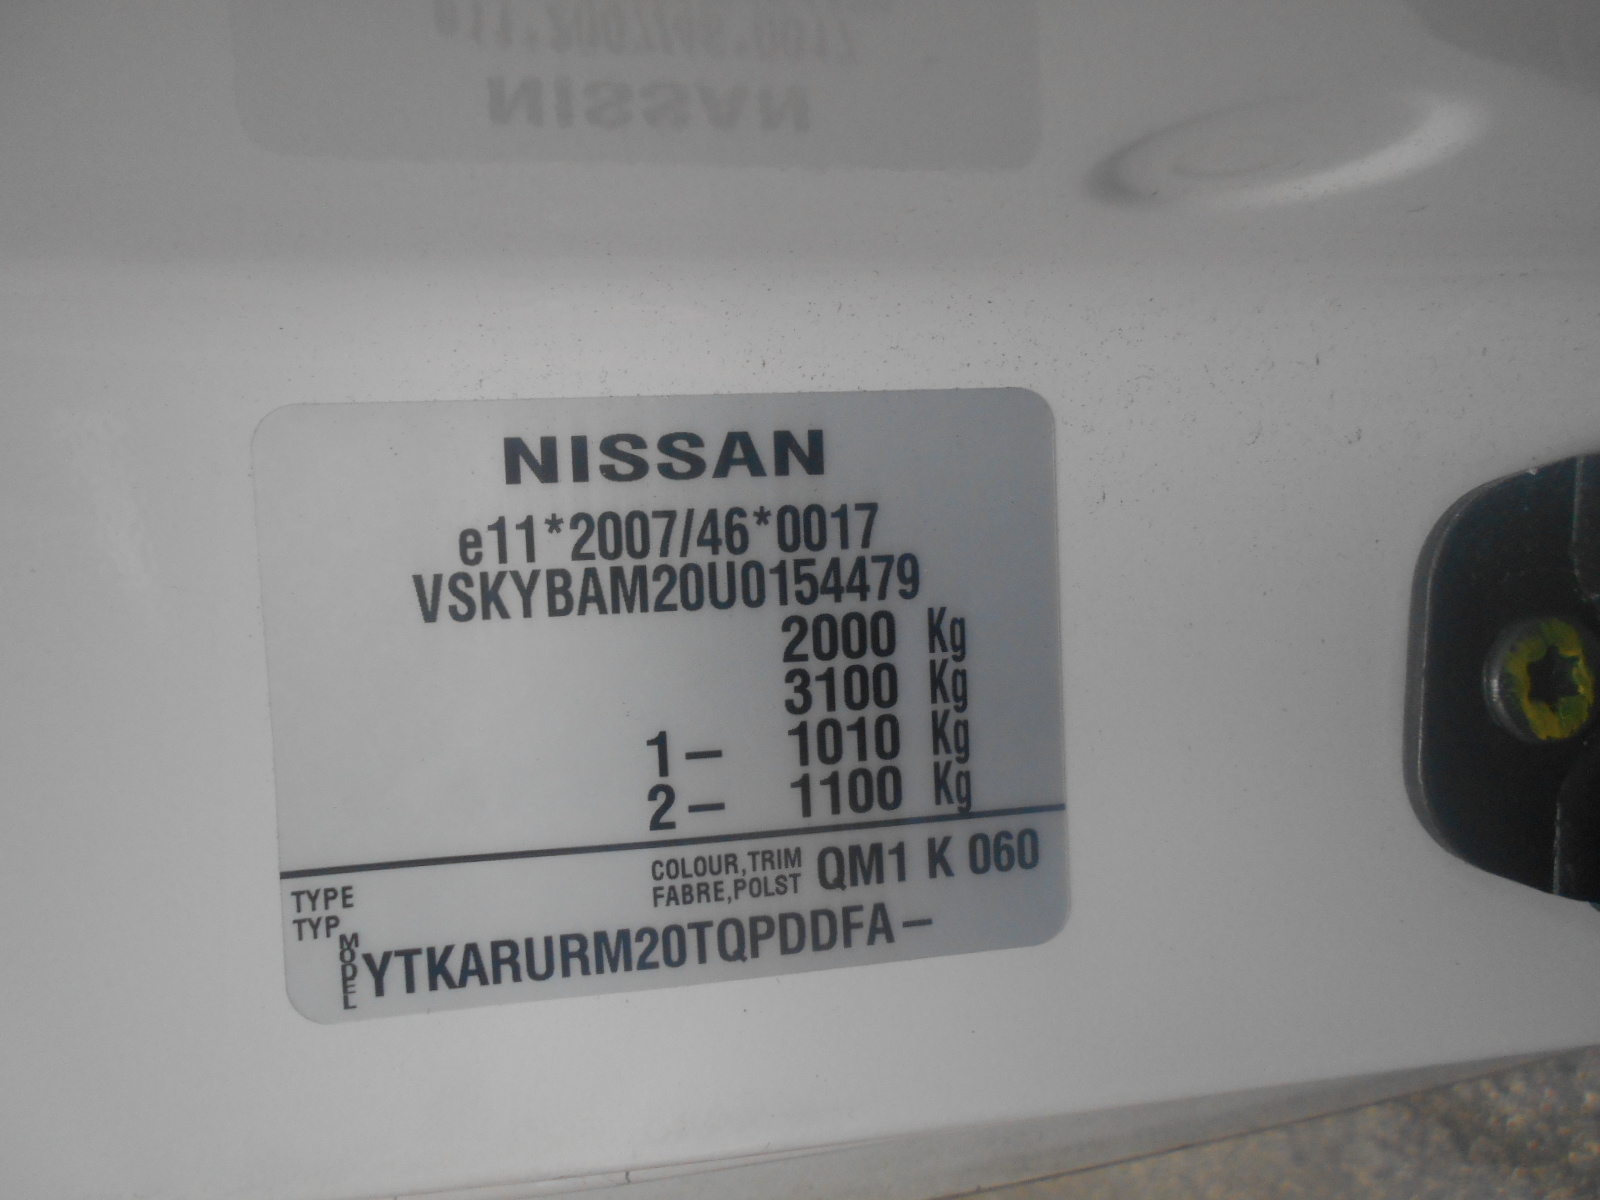 NISSAN
e11*2007/46*0017
VSKYBAM20U0154479
2000 Kg
3100 Kg
1- 1010 Kg
2- 1100 Kg
TYPE
TYP
COLOUR,TRIM
FABRE,POLST
QM1 K 060
MODEL
YTKARURM20TQPDDFA-